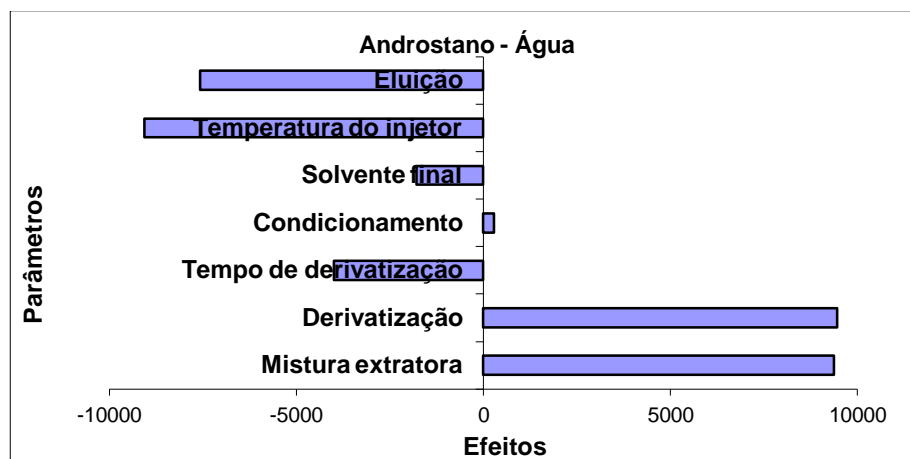 Androstano - Água
Eluição
Temperatura do injetor
Solvente final
Condicionamento
Tempo de derivatização
Derivatização
Mistura extratora
Parâmetros
-10000 -5000 0 5000 10000
Efeitos